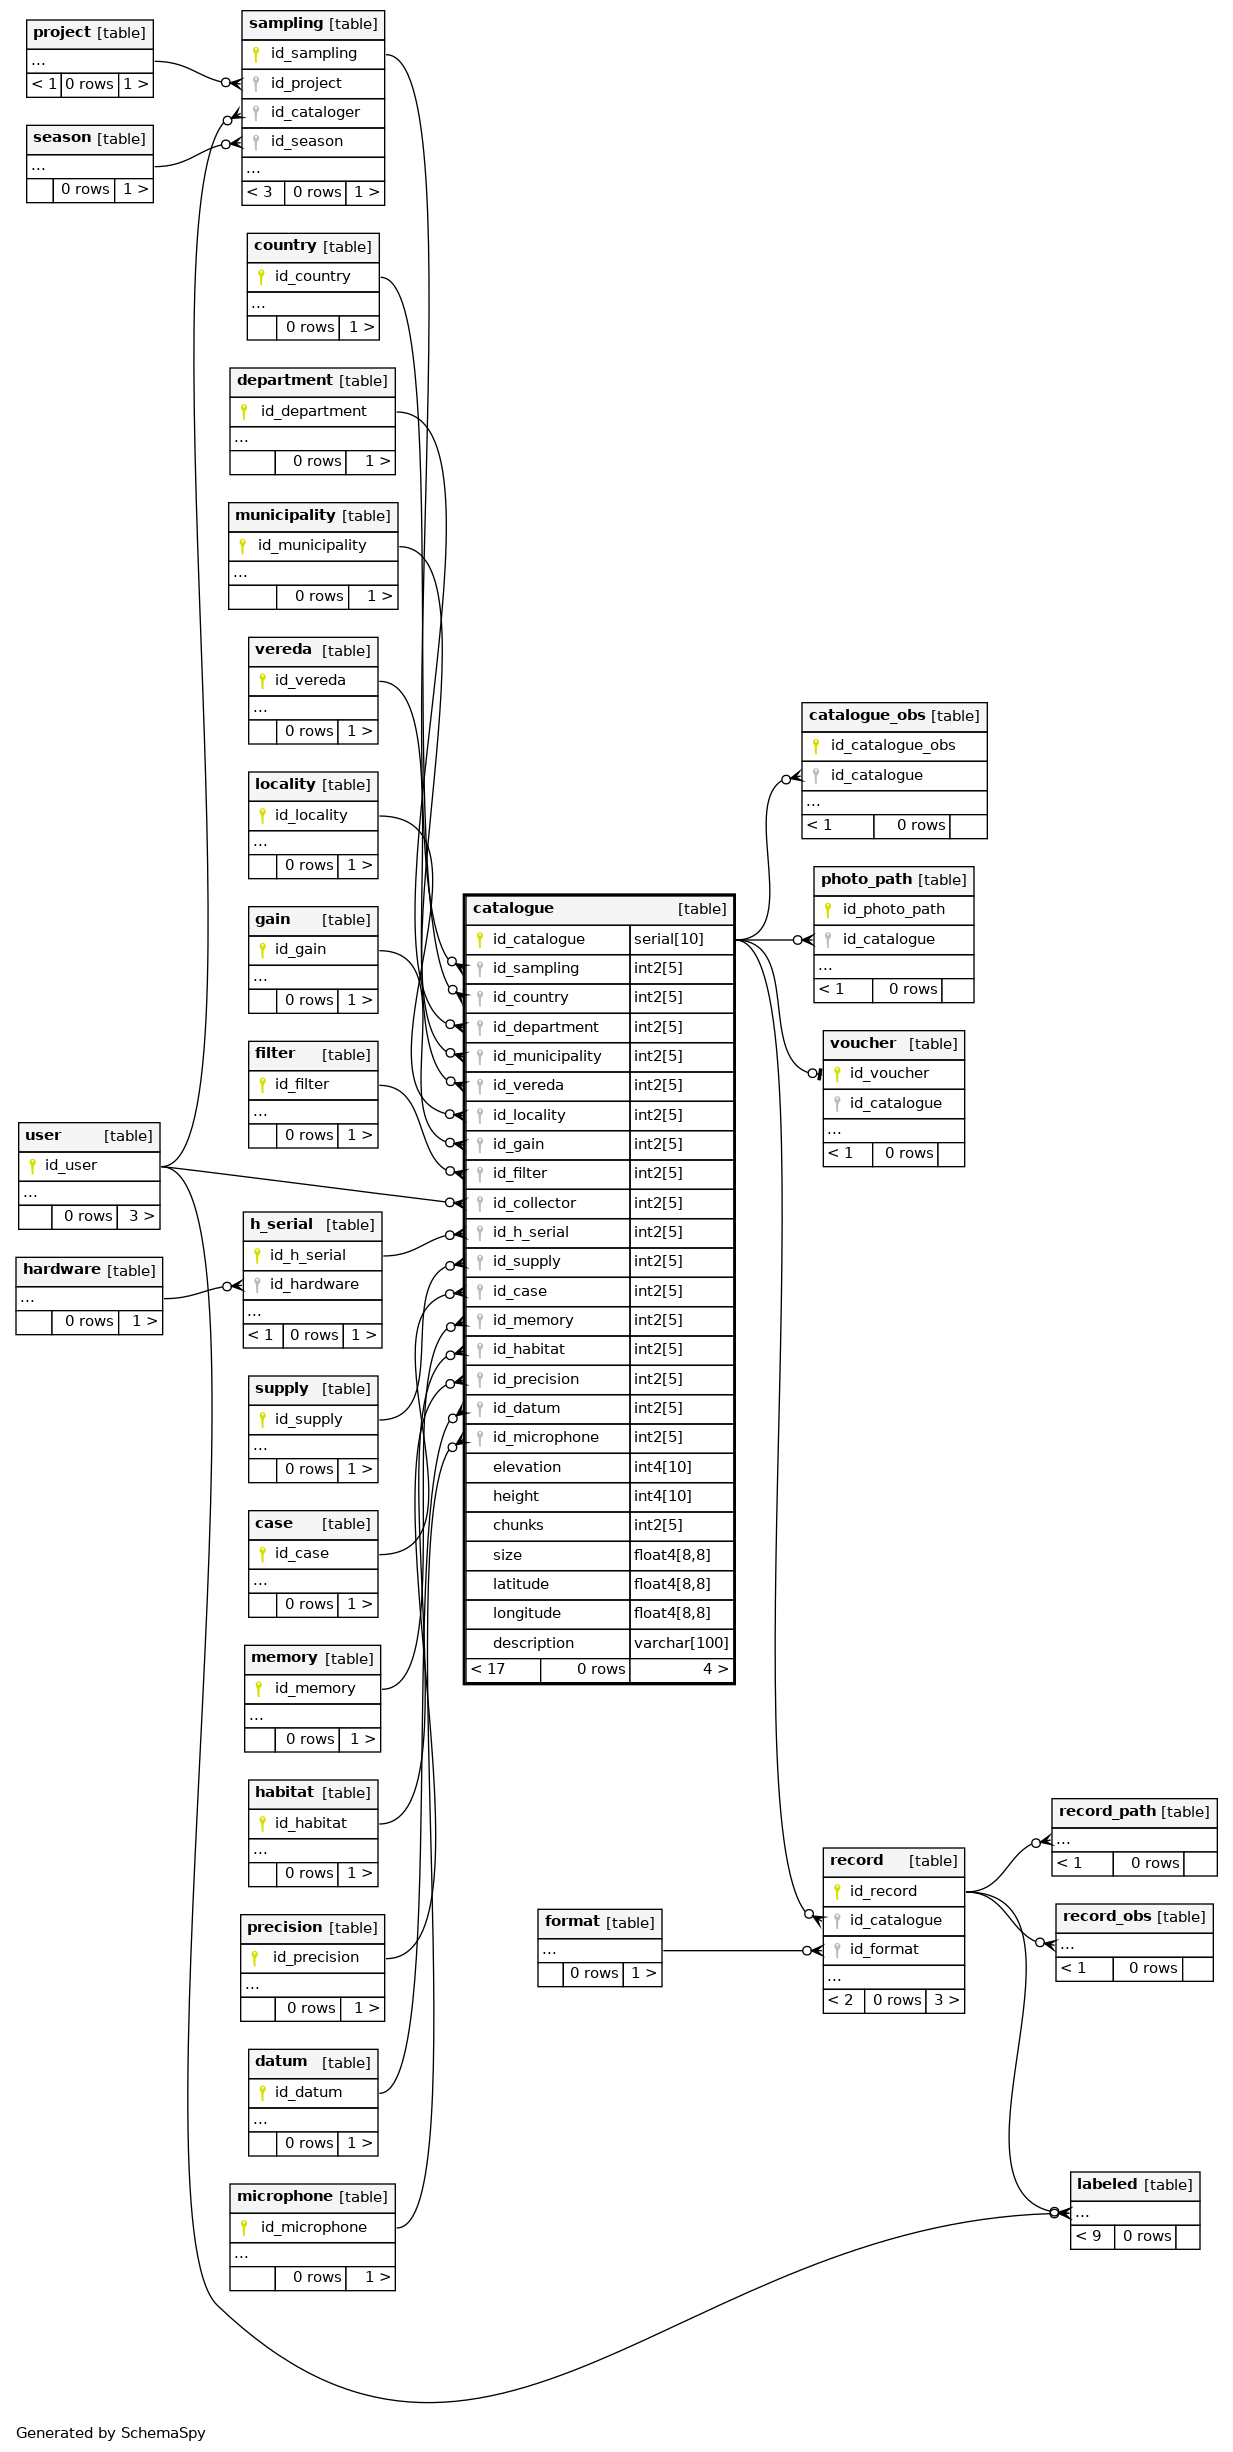 project [table]
...
< 1 0 rows 1 >
season [table]
...
0 rows 1 >
sampling [table]
id_sampling
id_project
id_cataloger
id_season
...
< 3 0 rows 1 >
country [table]
id_country
...
0 rows 1 >
department [table]
id_department
...
0 rows 1 >
municipality [table]
id_municipality
...
0 rows 1 >
vereda [table]
id_vereda
...
0 rows 1 >
locality [table]
id_locality
...
0 rows 1 >
gain [table]
id_gain
...
0 rows 1 >
filter [table]
id_filter
...
0 rows 1 >
user [table]
id_user
...
0 rows 3 >
hardware [table]
...
0 rows 1 >
h_serial [table]
id_h_serial
id_hardware
...
< 1 0 rows 1 >
supply [table]
id_supply
...
0 rows 1 >
case [table]
id_case
...
0 rows 1 >
memory [table]
id_memory
...
0 rows 1 >
habitat [table]
id_habitat
...
0 rows 1 >
precision [table]
id_precision
...
0 rows 1 >
datum [table]
id_datum
...
0 rows 1 >
microphone [table]
id_microphone
...
0 rows 1 >
catalogue [table]
id_catalogue serial[10]
id_sampling int2[5]
id_country int2[5]
id_department int2[5]
id_municipality int2[5]
id_vereda int2[5]
id_locality int2[5]
id_gain int2[5]
id_filter int2[5]
id_collector int2[5]
id_h_serial int2[5]
id_supply int2[5]
id_case int2[5]
id_memory int2[5]
id_habitat int2[5]
id_precision int2[5]
id_datum int2[5]
id_microphone int2[5]
elevation int4[10]
height int4[10]
chunks int2[5]
size float4[8,8]
latitude float4[8,8]
longitude float4[8,8]
description varchar[100]
< 17 0 rows 4 >
catalogue_obs [table]
id_catalogue_obs
id_catalogue
...
< 1 0 rows
photo_path [table]
id_photo_path
id_catalogue
...
< 1 0 rows
voucher [table]
id_voucher
id_catalogue
...
< 1 0 rows
format [table]
...
0 rows 1 >
record [table]
id_record
id_catalogue
id_format
...
< 2 0 rows 3 >
record_path [table]
...
< 1 0 rows
record_obs [table]
...
< 1 0 rows
labeled [table]
...
< 9 0 rows
Generated by SchemaSpy